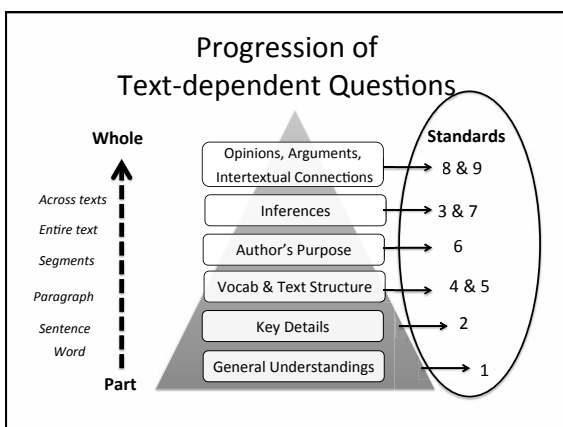 Progression of
Text-dependent Questions
Whole
Standards
Opinions, Arguments,
Intertextual Connections
8 & 9
Across texts
Inferences
3 & 7
Entire text
Author's Purpose
6
Segments
Vocab & Text Structure
4 & 5
Paragraph
Key Details
2
Sentence
Word
General Understandings
1
Part